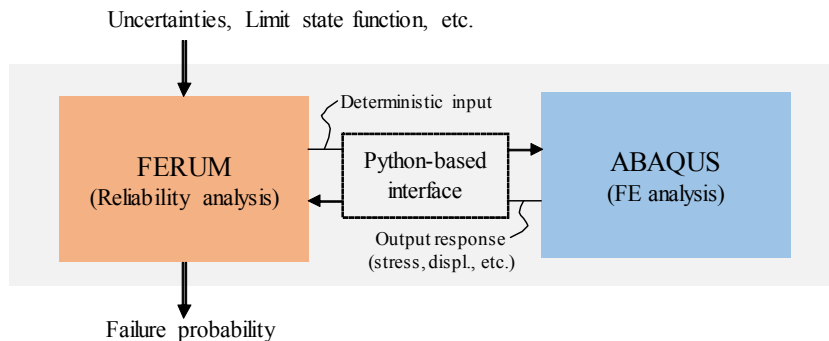 Uncertainties, Limit state function, etc.
Deterministic input
FERUM
(Reliability analysis)
Python-based
interface
ABAQUS
(FE analysis)
Output response
(stress, displ., etc.)
Failure probability